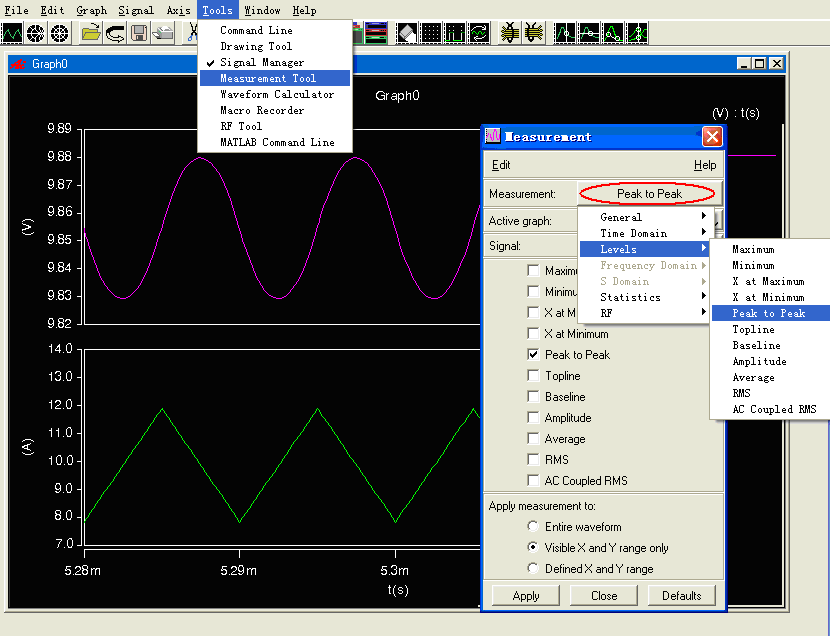 File Edit Graph Signal Axis Tools Window Help
Command Line
Drawing Tool
Signal Manager
Measurement Tool
Waveform Calculator
Macro Recorder
RF Tool
MATLAB Command Line
Graph0
Graph0
(V) : t(s)
9.89
9.88
9.87
9.86
9.85
9.84
9.83
9.82
(V)
14.0
13.0
12.0
11.0
10.0
9.0
8.0
7.0
(A)
5.28m 5.29m 5.3m
t(s)
Measurement
Edit Help
Measurement: Peak to Peak
Active graph:
Signal:
General
Time Domain
Levels
Frequency Domain
S Domain
Statistics
RF
Maximum
Minimum
X at Maximum
X at Minimum
Peak to Peak
Topline
Baseline
Amplitude
Average
RMS
AC Coupled RMS
X at Minimum
Peak to Peak
Topline
Baseline
Amplitude
Average
RMS
AC Coupled RMS
Apply measurement to:
Entire waveform
Visible X and Y range only
Defined X and Y range
Apply Close Defaults